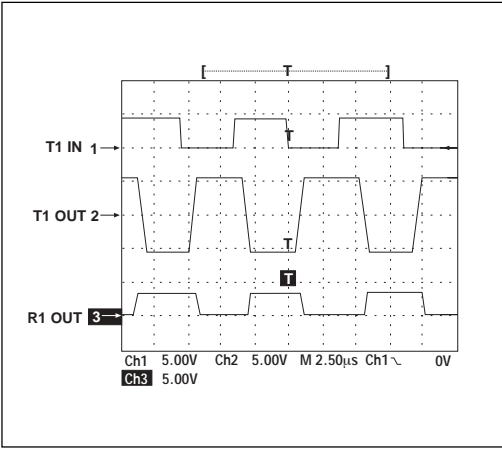 [ T ]
T
T1 IN 1
T1 OUT 2
T
T
R1 OUT 3
Ch1 5.00V Ch2 5.00V M 2.50µs Ch1 0V
Ch3 5.00V